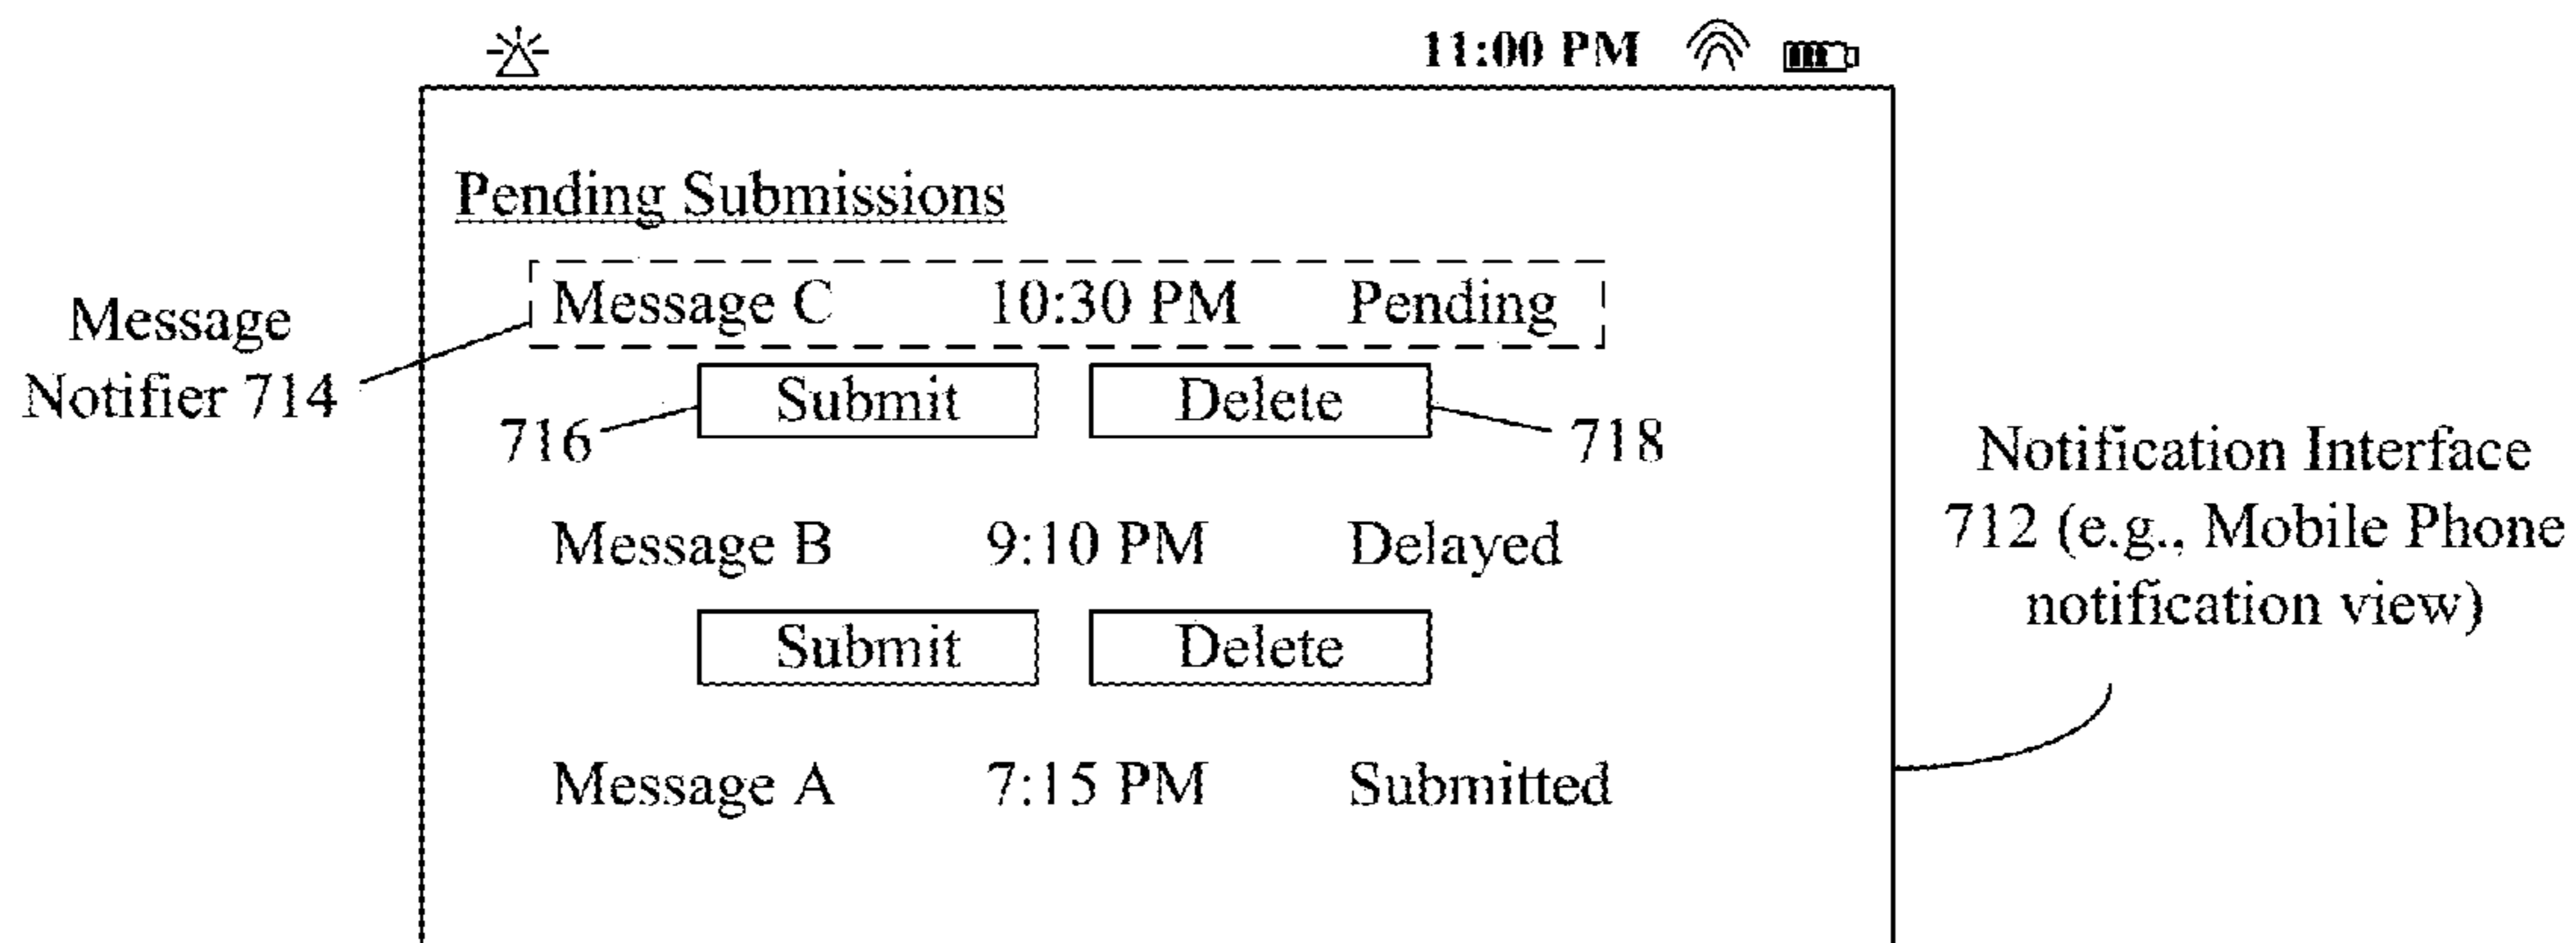 11:00 PM
Pending Submissions
Message C 10:30 PM Pending
Message
Notifier 714
Submit Delete
716
718
Notification Interface
712 (e.g., Mobile Phone
notification view)
Message B 9:10 PM Delayed
Submit Delete
Message A 7:15 PM Submitted